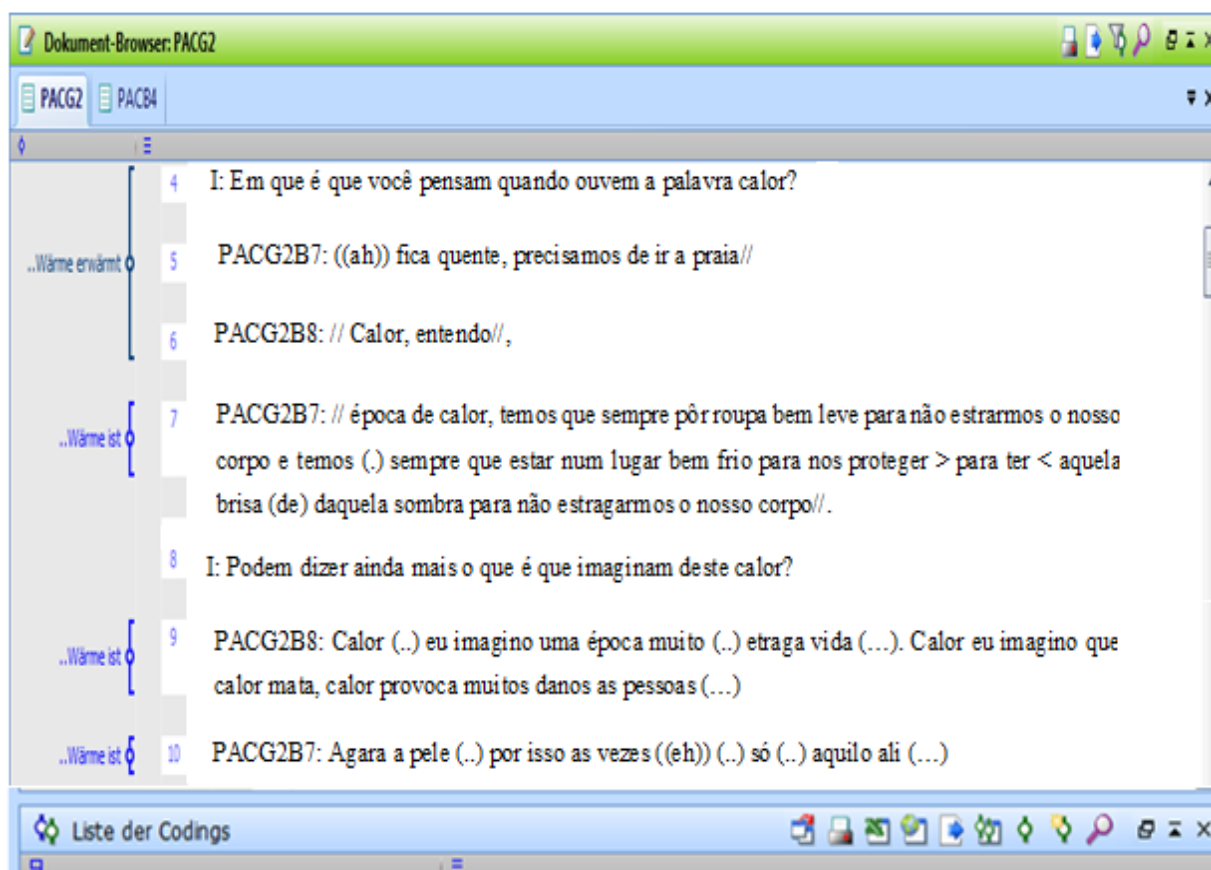 Dokument-Browser: PACG2
PACG2 PACB4
4 I: Em que é que você pensam quando ouvem a palavra calor?
..Wärme erwärmt 5 PACG2B7: ((ah)) fica quente, precisamos de ir a praia//
6 PACG2B8: // Calor, entendo//,
7 PACG2B7: // época de calor, temos que sempre pôr roupa bem leve para não estrarmos o nosso
..Wärme ist corpo e temos (.) sempre que estar num lugar bem frio para nos proteger > para ter < aquela
brisa (de) daquela sombra para não estragarmos o nosso corpo//.
8 I: Podem dizer ainda mais o que é que imaginam deste calor?
9 PACG2B8: Calor (..) eu imagino uma época muito (..) etraga vida (…). Calor eu imagino que
..Wärme ist calor mata, calor provoca muitos danos as pessoas (…)
..Wärme ist 10 PACG2B7: Agara a pele (..) por isso as vezes ((eh)) (..) só (..) aquilo ali (…)
Liste der Codings